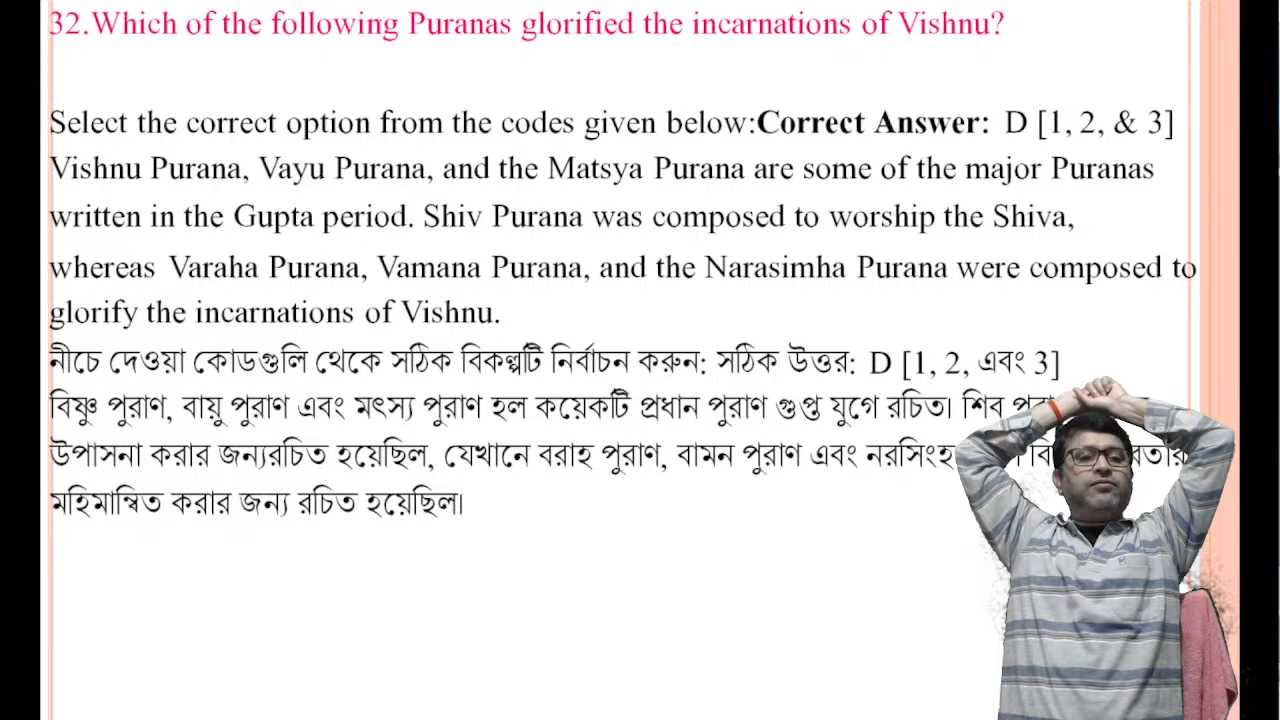 32.Which of the following Puranas glorified the incarnations of Vishnu?
Select the correct option from the codes given below:Correct Answer: D [1, 2, & 3]
Vishnu Purana, Vayu Purana, and the Matsya Purana are some of the major Puranas
written in the Gupta period. Shiv Purana was composed to worship the Shiva,
whereas Varaha Purana, Vamana Purana, and the Narasimha Purana were composed to
glorify the incarnations of Vishnu.
নীচে দেওয়া কোডগুলি থেকে সঠিক বিকল্পটি নির্বাচন করুন: সঠিক উত্তর: D [1, 2, এবং 3]
বিষ্ণু পুরাণ, বায়ু পুরাণ এবং মৎস্য পুরাণ হল কয়েকটি প্রধান পুরাণ গুপ্ত যুগে রচিত। শিব
উপাসনা করার জন্যরচিত হয়েছিল, যেখানে বরাহ পুরাণ, বামন পুরাণ এবং নরসিংহ
মহিমান্বিত করার জন্য রচিত হয়েছিল।